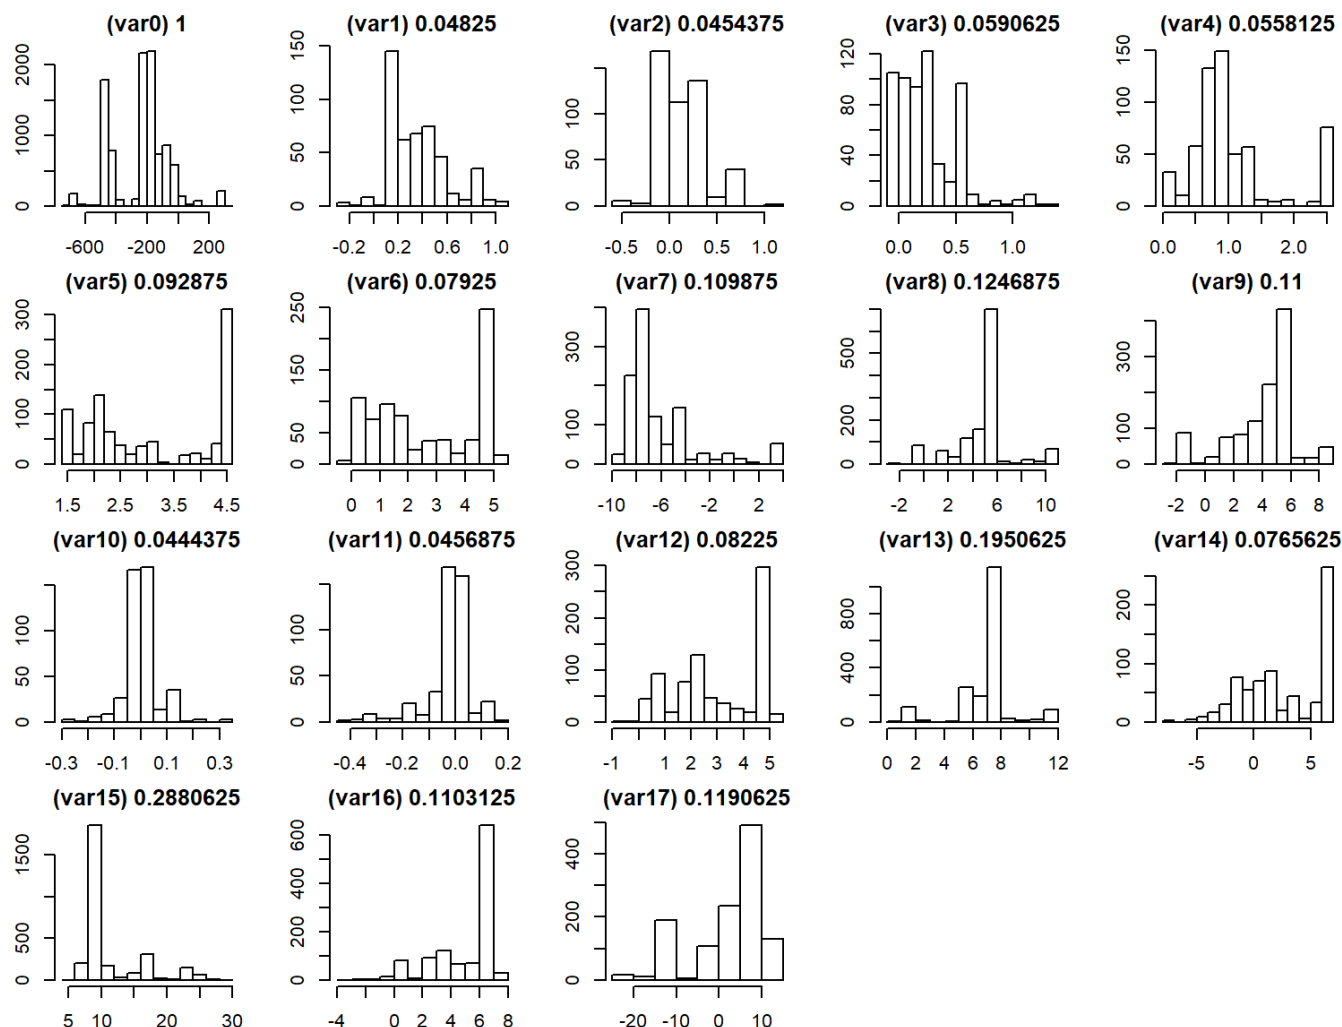 (var0) 1
(var1) 0.04825
(var2) 0.0454375
(var3) 0.0590625
(var4) 0.0558125
0 1000 2000
-600 -200 200
0 50 100 150
-0.2 0.2 0.6 1.0
0 50 100
-0.5 0.0 0.5 1.0
0 40 80 120
0.0 0.5 1.0
0 50 100 150
0.0 1.0 2.0
(var5) 0.092875
(var6) 0.07925
(var7) 0.109875
(var8) 0.1246875
(var9) 0.11
0 100 200 300
1.5 2.5 3.5 4.5
0 50 150 250
0 1 2 3 4 5
0 100 300
-10 -6 -2 2
0 200 500
-2 2 6 10
0 100 300
-2 0 2 4 6 8
(var10) 0.0444375
(var11) 0.0456875
(var12) 0.08225
(var13) 0.1950625
(var14) 0.0765625
0 50 100
-0.3 -0.1 0.1 0.3
0 50 100
-0.4 -0.2 0.0 0.2
0 50 100 200 300
-1 1 2 3 4 5
0 400 800
0 2 4 6 8 12
0 50 100 200
-5 0 5
(var15) 0.2880625
(var16) 0.1103125
(var17) 0.1190625
0 500 1500
5 10 20 30
0 100 300 400 600
-4 0 2 4 6 8
0 200 400
-20 -10 0 10